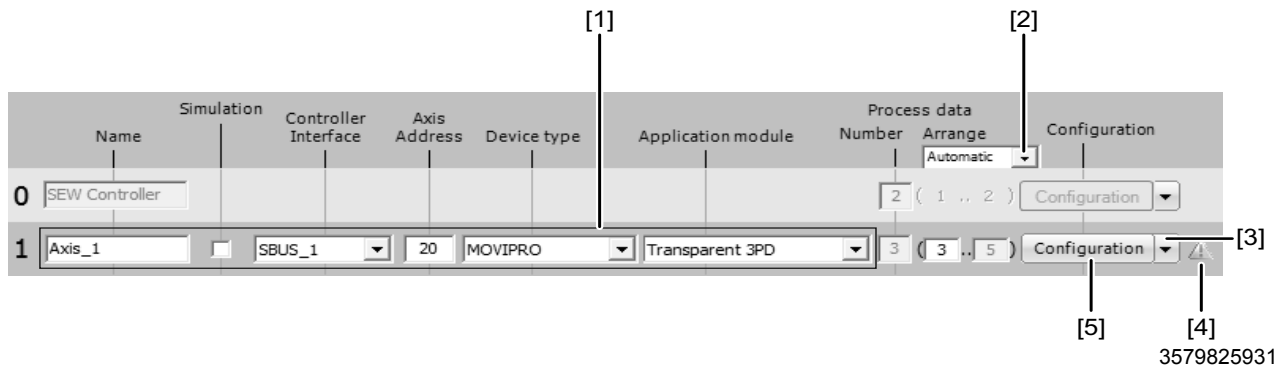 [1] [2]
Simulation Process data
Controller Axis Configuration
Name Interface Address Device type Application module Number Arrange
Automatic
0 SEW Controller 2 ( 1 .. 2 ) Configuration
[3]
1 Axis_1 SBUS_1 20 MOVIPRO Transparent 3PD 3 ( 3 .. 5 ) Configuration
[5] [4]
3579825931